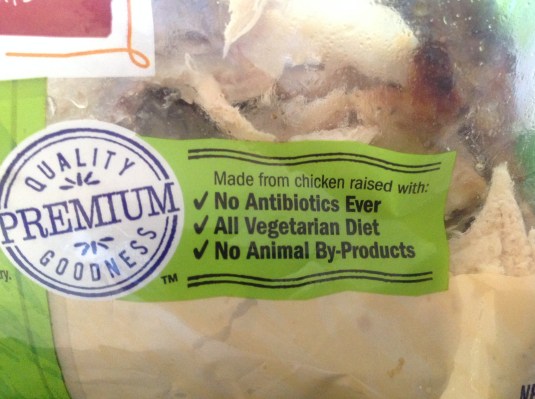 QUALITY
PREMIUM
GOODNESS
TM
Made from chicken raised with:
✓ No Antibiotics Ever
✓ All Vegetarian Diet
✓ No Animal By-Products